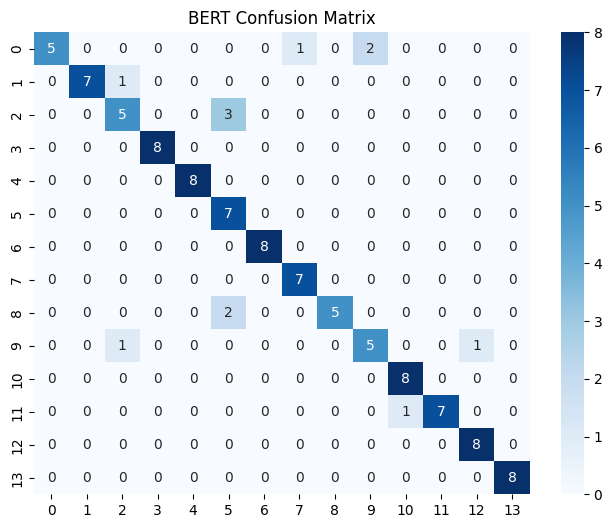 BERT Confusion Matrix
0 5 0 0 0 0 0 0 1 0 2 0 0 0 0
1 0 7 1 0 0 0 0 0 0 0 0 0 0 0
2 0 0 5 0 0 3 0 0 0 0 0 0 0 0
3 0 0 0 8 0 0 0 0 0 0 0 0 0 0
4 0 0 0 0 8 0 0 0 0 0 0 0 0 0
5 0 0 0 0 0 7 0 0 0 0 0 0 0 0
6 0 0 0 0 0 0 8 0 0 0 0 0 0 0
7 0 0 0 0 0 0 0 7 0 0 0 0 0 0
8 0 0 0 0 0 2 0 0 5 0 0 0 0 0
9 0 0 1 0 0 0 0 0 0 5 0 0 1 0
10 0 0 0 0 0 0 0 0 0 0 8 0 0 0
11 0 0 0 0 0 0 0 0 0 0 1 7 0 0
12 0 0 0 0 0 0 0 0 0 0 0 0 8 0
13 0 0 0 0 0 0 0 0 0 0 0 0 0 8
0 1 2 3 4 5 6 7 8 9 10 11 12 13
8
7
6
5
4
3
2
1
0